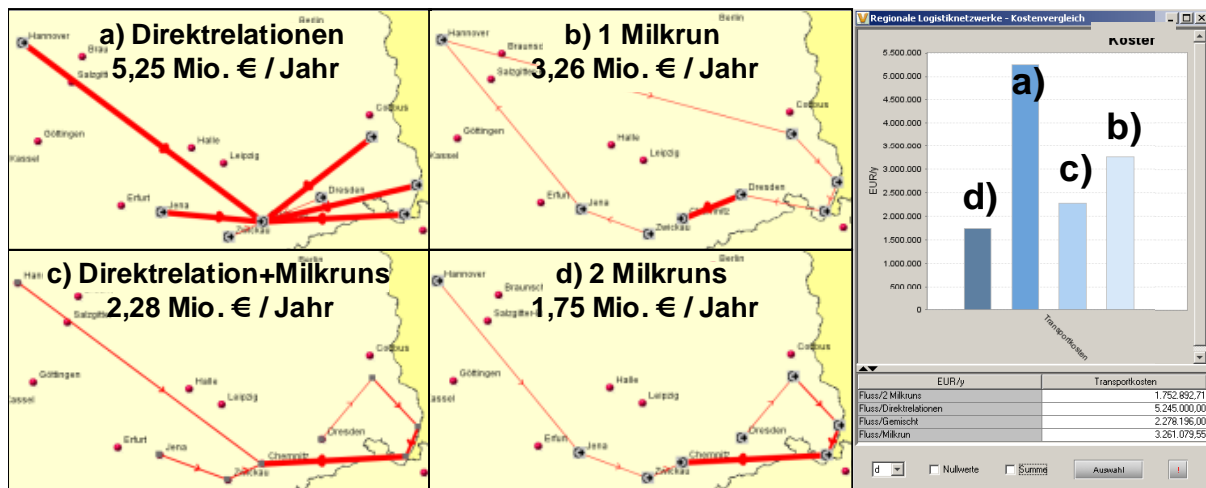 Berlin
Hannover
a) Direktrelationen
5,25 Mio. € / Jahr
Cottbus
Göttingen
Halle
Leipzig
Kassel
Erfurt
Jena
Dresden
Zwickau
Berlin
Hannover
b) 1 Milkrun
3,26 Mio. € / Jahr
Cottbus
Göttingen
Halle
Leipzig
Kassel
Erfurt
Jena
Dresden
Chemnitz
Zwickau
Berlin
c) Direktrelation+Milkruns
2,28 Mio. € / Jahr
Cottbus
Göttingen
Halle
Leipzig
Kassel
Erfurt
Jena
Dresden
Chemnitz
Zwickau
Berlin
Hannover
d) 2 Milkruns
1,75 Mio. € / Jahr
Cottbus
Göttingen
Halle
Leipzig
Kassel
Erfurt
Jena
Dresden
Chemnitz
Zwickau
Regionale Logistiknetzwerke - Kostenvergleich
Koster
5.500.000
5.000.000
4.500.000
4.000.000
3.500.000
3.000.000
2.500.000
2.000.000
1.500.000
1.000.000
500.000
0
EUR/y
a)
b)
c)
d)
Transportkosten
EUR/y Transportkosten
Fluss/2 Milkruns 1.752.892,71
Fluss/Direktrelationen 5.245.000,00
Fluss/Gemischt 2.278.196,00
Fluss/Milkrun 3.261.079,55
d Nullwerte Summe Auswahl !